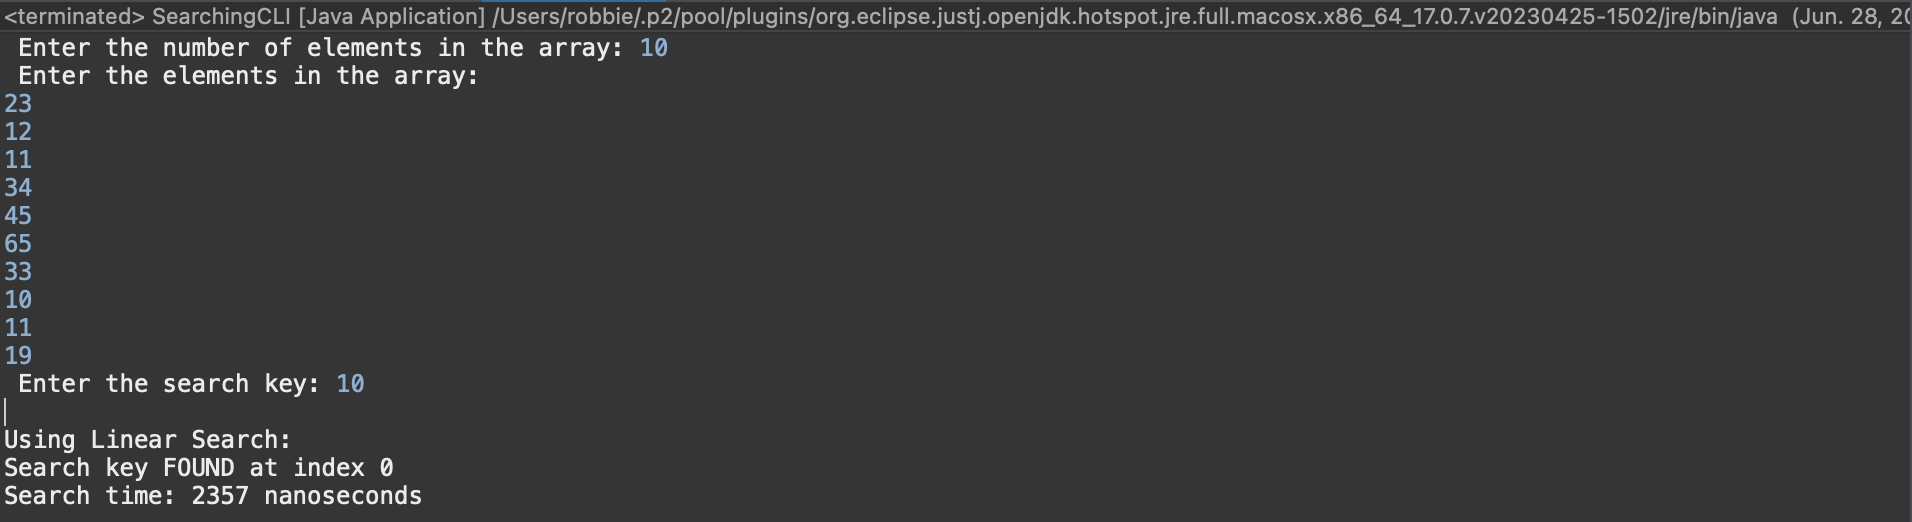 <terminated> SearchingCLI [Java Application] /Users/robbie/.p2/pool/plugins/org.eclipse.justj.openjdk.hotspot.jre.full.macosx.x86_64_17.0.7.v20230425-1502/jre/bin/java (Jun. 28, 20
Enter the number of elements in the array: 10
Enter the elements in the array:
23
12
11
34
45
65
33
10
11
19
Enter the search key: 10
Using Linear Search:
Search key FOUND at index 0
Search time: 2357 nanoseconds